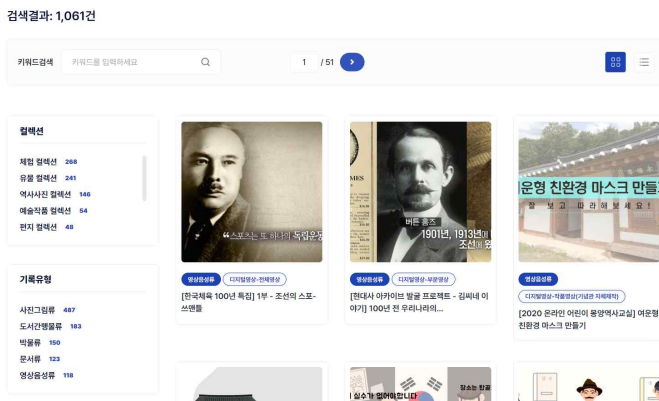 검색결과: 1,061건
키워드검색
키워드를 입력하세요
1 / 51
컬렉션
체험 컬렉션 268
유물 컬렉션 241
역사사진 컬렉션 146
예술작품 컬렉션 54
편지 컬렉션 48
기록유형
사진그림류 487
도서간행물류 183
박물류 150
문서류 123
영상음성류 118
❝스포츠는 또 하나의 독립운동
영상음성류
디지털영상-전체영상
[한국체육 100년 특집] 1부 - 조선의 스포-
쓰맨들
MES
버튼 홈즈
1901년, 1913년
조선에
영상음성류
디지털영상-부분영상
[현대사 아카이브 발굴 프로젝트 - 김씨네 이
야기] 100년 전 우리나라의...
운형 친환경 마스크 만들
잘 보고 따라해보세요!
영상음성류
디지털영상-작품영상(기념관 자체제작)
[2020 온라인 어린이 몽양역사교실] 여운형
친환경 마스크 만들기
실수가 없어야합니다
장소는 탑골